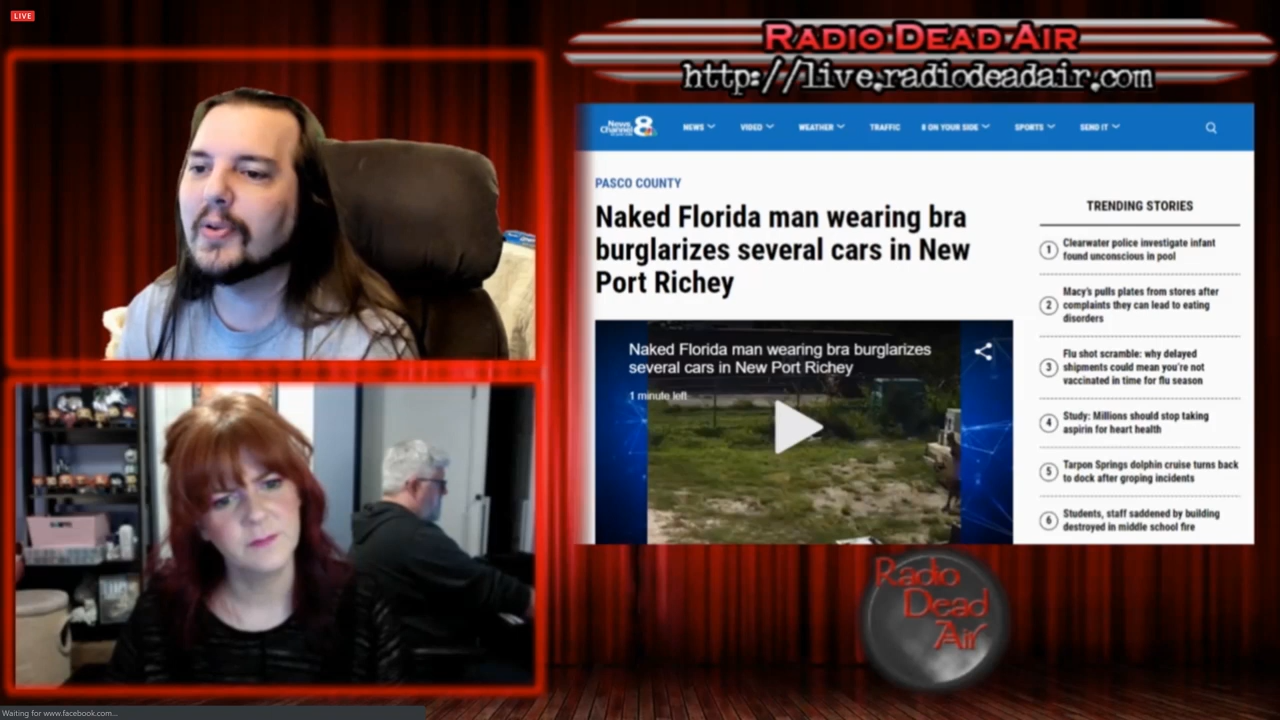 LIVE
RADIO DEAD AIR
http://live.radiodeadair.com
News
Channel 8
NEWS
VIDEO
WEATHER
TRAFFIC
8 ON YOUR SIDE
SPORTS
SEND IT
PASCO COUNTY
Naked Florida man wearing bra
burglarizes several cars in New
Port Richey
Naked Florida man wearing bra burglarizes
several cars in New Port Richey
1 minute left
TRENDING STORIES
1 Clearwater police investigate infant
found unconscious in pool
2 Macy's pulls plates from stores after
complaints they can lead to eating
disorders
3 Flu shot scramble: why delayed
shipments could mean you're not
vaccinated in time for flu season
4 Study: Millions should stop taking
aspirin for heart health
5 Tarpon Springs dolphin cruise turns back
to dock after groping incidents
6 Students, staff saddened by building
destroyed in middle school fire
Radio
Dead
Air
Waiting for www.facebook.com...